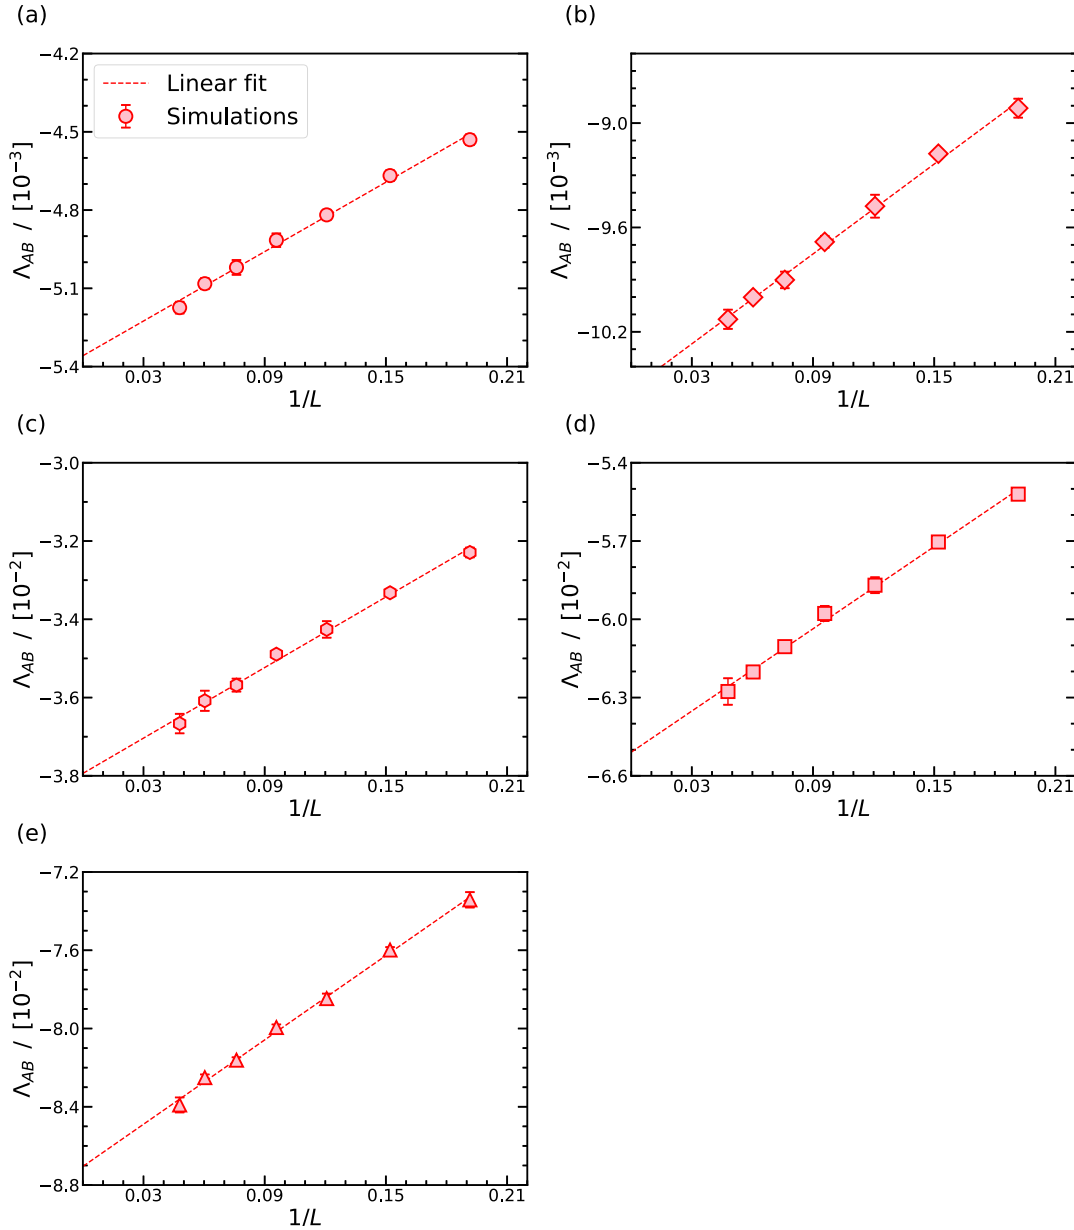 (a)
−4.2
−4.5
−4.8
−5.1
−5.4
Λ_AB / [10⁻³]
Linear fit
Simulations
0.03 0.09 0.15 0.21
1/L
(b)
−9.0
−9.6
−10.2
Λ_AB / [10⁻³]
0.03 0.09 0.15 0.21
1/L
(c)
−3.0
−3.2
−3.4
−3.6
−3.8
Λ_AB / [10⁻²]
0.03 0.09 0.15 0.21
1/L
(d)
−5.4
−5.7
−6.0
−6.3
−6.6
Λ_AB / [10⁻²]
0.03 0.09 0.15 0.21
1/L
(e)
−7.2
−7.6
−8.0
−8.4
−8.8
Λ_AB / [10⁻²]
0.03 0.09 0.15 0.21
1/L